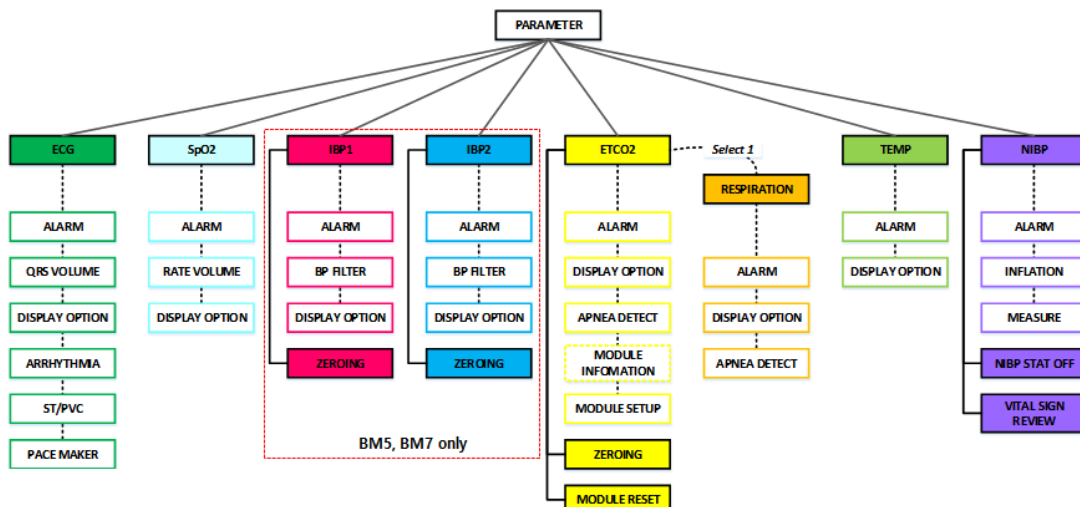 PARAMETER
ECG
ALARM
QRS VOLUME
DISPLAY OPTION
ARRHYTHMIA
ST/PVC
PACE MAKER
SpO2
ALARM
RATE VOLUME
DISPLAY OPTION
IBP1
ALARM
BP FILTER
DISPLAY OPTION
ZEROING
IBP2
ALARM
BP FILTER
DISPLAY OPTION
ZEROING
BM5, BM7 only
ETCO2
ALARM
DISPLAY OPTION
APNEA DETECT
MODULE
INFOMATION
MODULE SETUP
ZEROING
MODULE RESET
Select 1
RESPIRATION
ALARM
DISPLAY OPTION
APNEA DETECT
TEMP
ALARM
DISPLAY OPTION
NIBP
ALARM
INFLATION
MEASURE
NIBP STAT OFF
VITAL SIGN
REVIEW